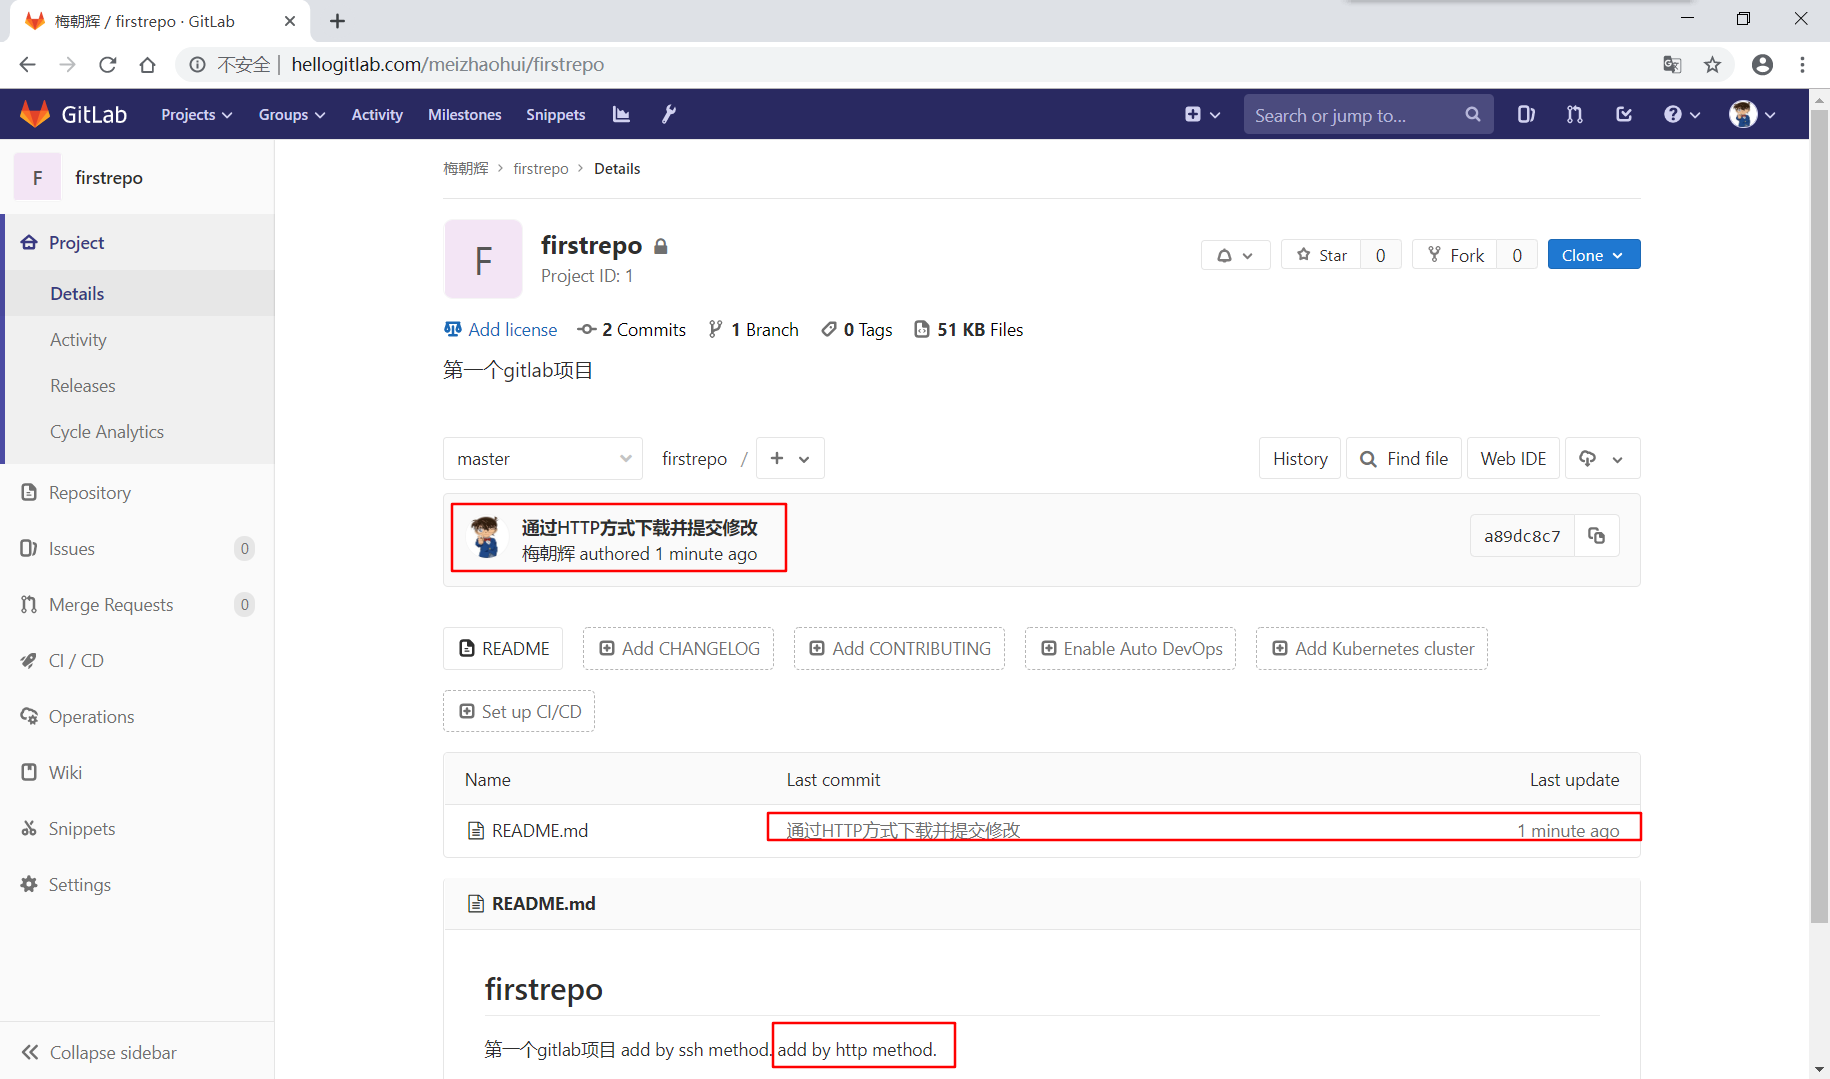 梅朝辉 / firstrepo · GitLab
不安全 | hellogitlab.com/meizhaohui/firstrepo
GitLab Projects Groups Activity Milestones Snippets Search or jump to...
F firstrepo
Project
Details
Activity
Releases
Cycle Analytics
Repository
Issues 0
Merge Requests 0
CI / CD
Operations
Wiki
Snippets
Settings
Collapse sidebar
梅朝辉 > firstrepo > Details
F
firstrepo
Project ID: 1
Star 0 Fork 0 Clone
Add license 2 Commits 1 Branch 0 Tags 51 KB Files
第一个gitlab项目
master firstrepo / + History Find file Web IDE
通过HTTP方式下载并提交修改
梅朝辉 authored 1 minute ago
a89dc8c7
README Add CHANGELOG Add CONTRIBUTING Enable Auto DevOps Add Kubernetes cluster
Set up CI/CD
Name Last commit Last update
README.md 通过HTTP方式下载并提交修改 1 minute ago
README.md
firstrepo
第一个gitlab项目 add by ssh method. add by http method.